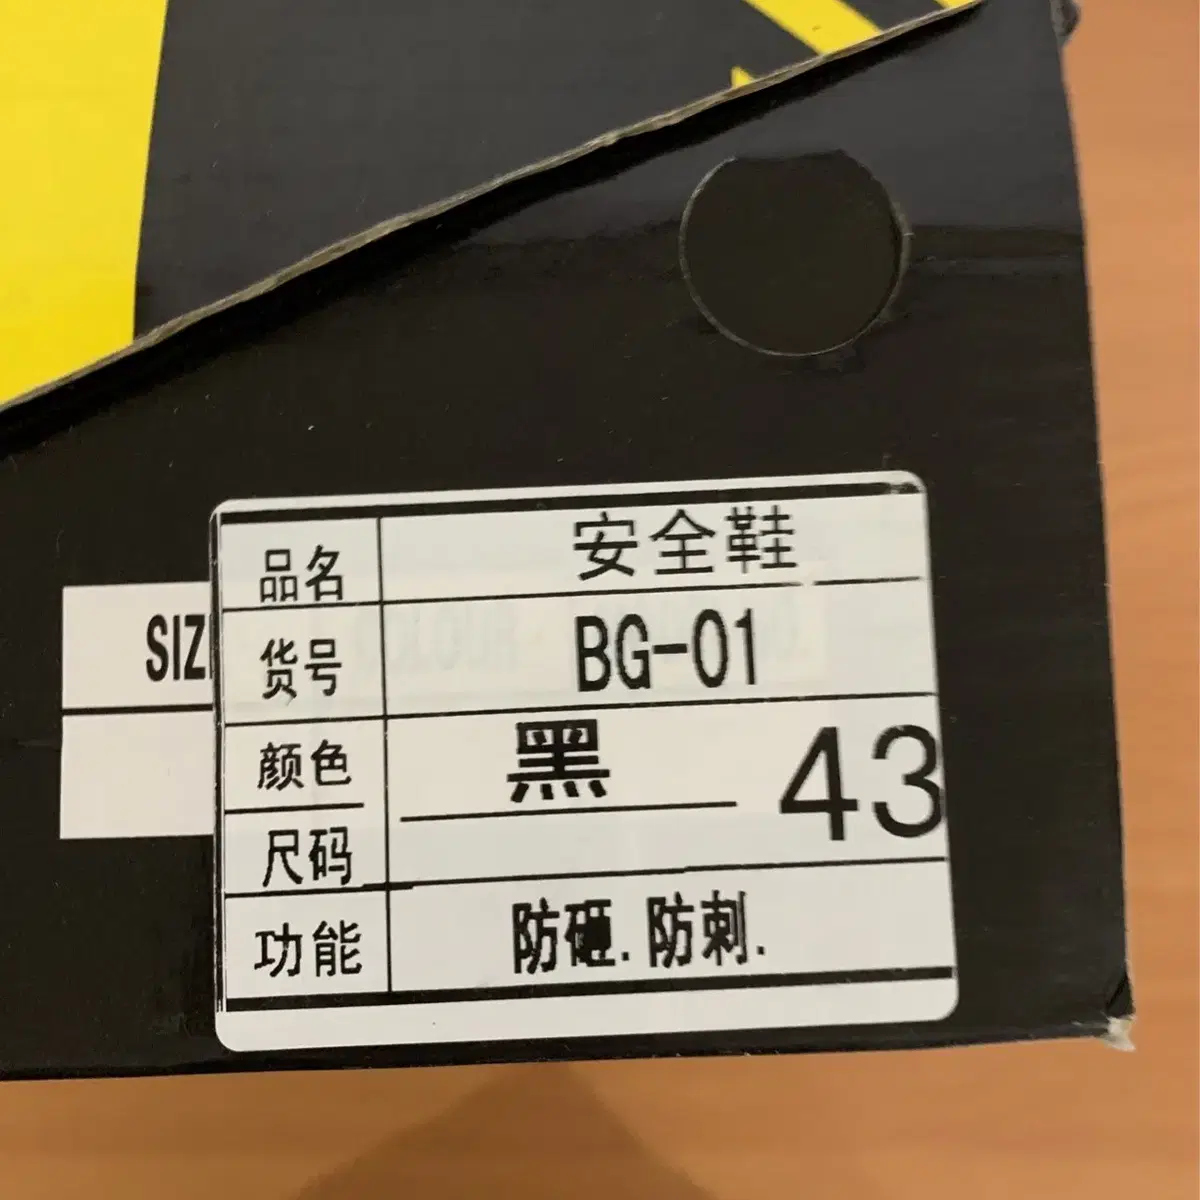 品名 安全鞋
SIZ
货号 BG-01
颜色 黑 43
尺码
功能 防砸.防刺.